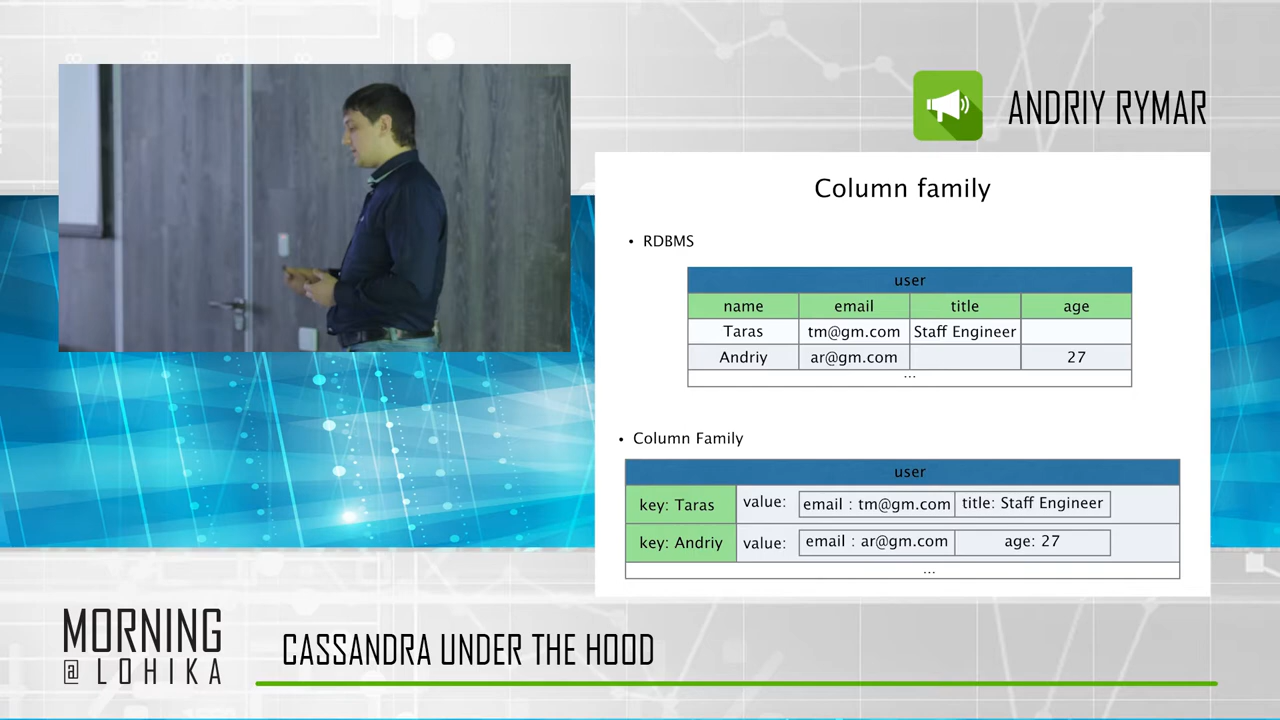 ANDRIY RYMAR
Column family
• RDBMS
user
name email title age
Taras tm@gm.com Staff Engineer
Andriy ar@gm.com 27
...
• Column Family
user
key: Taras value: email : tm@gm.com title: Staff Engineer
key: Andriy value: email : ar@gm.com age: 27
...
MORNING
@ LOHIKA
CASSANDRA UNDER THE HOOD